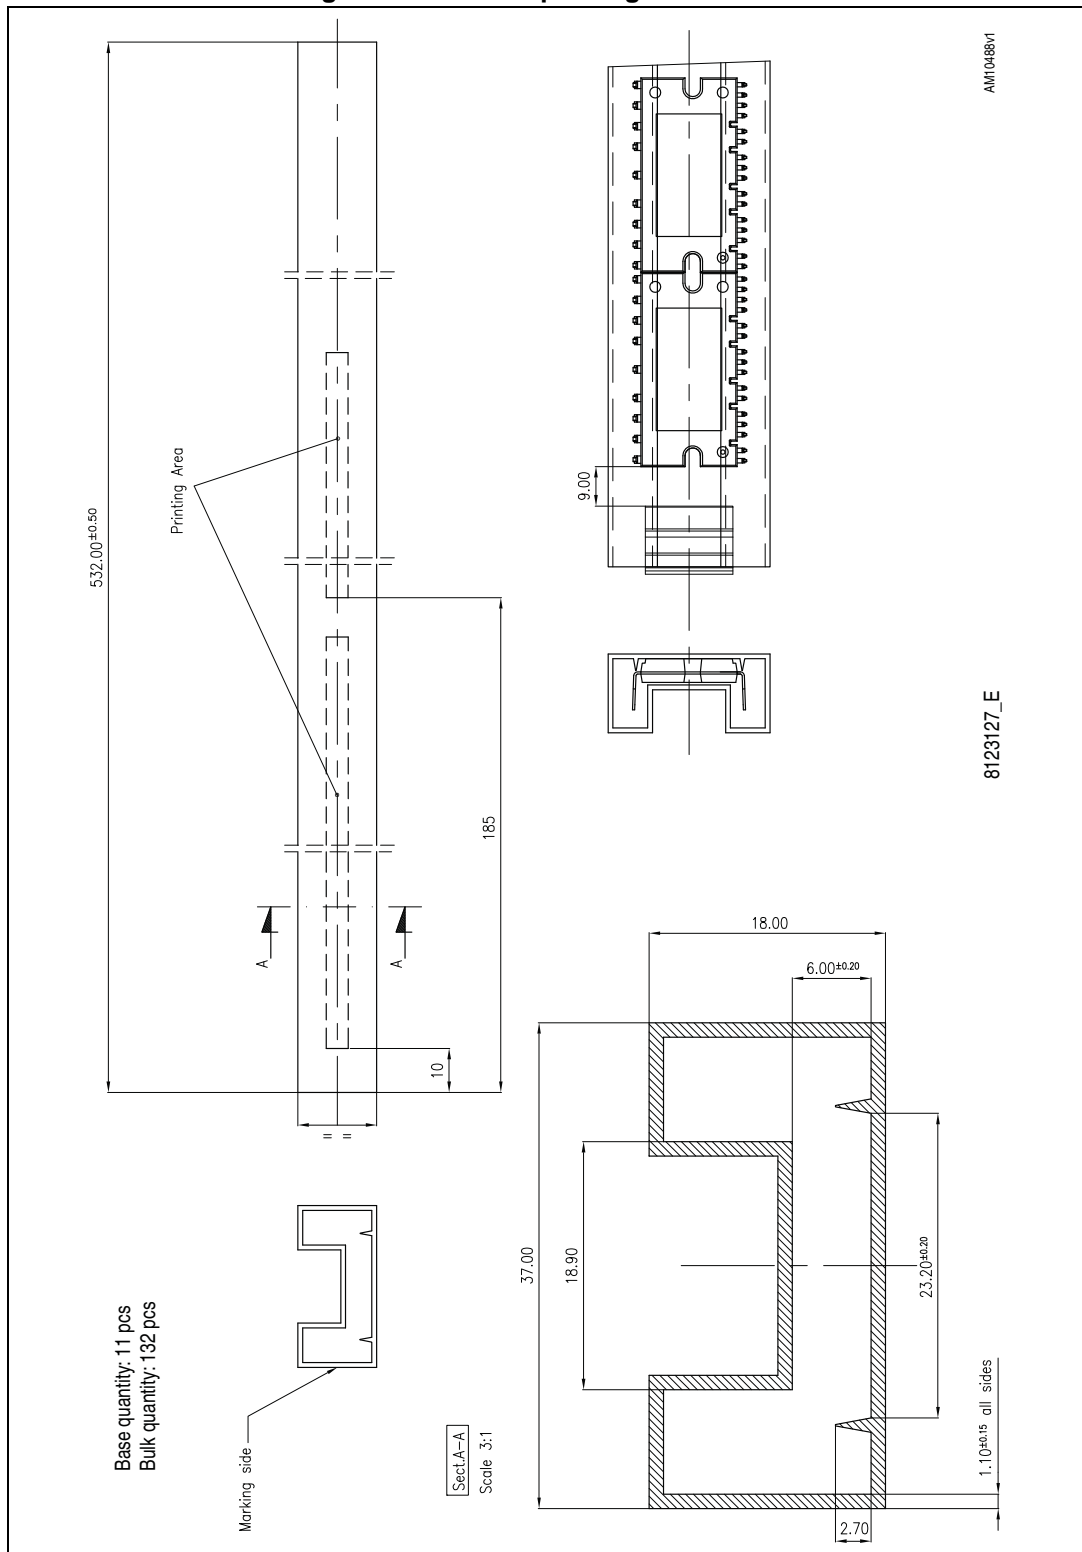 AM10488v1
532.00±0.50
Printing Area
9.00
185
8123127_E
A
A
10
= =
18.00
6.00±0.20
37.00
18.90
23.20±0.20
1.10±0.15 all sides
2.70
Base quantity: 11 pcs
Bulk quantity: 132 pcs
Marking side
Sect.A-A
Scale 3:1